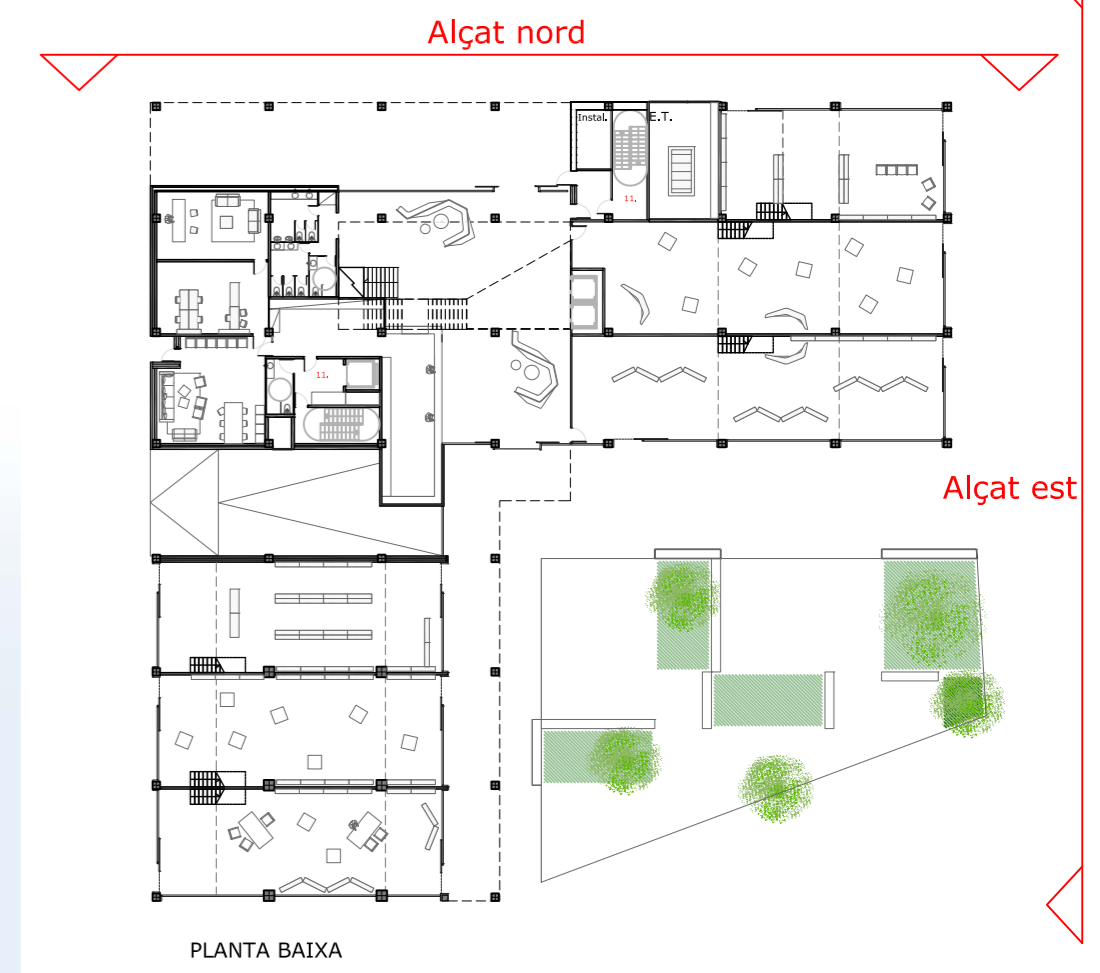 Alçat nord
Instal.
E.T.
11.
11.
Alçat est
PLANTA BAIXA